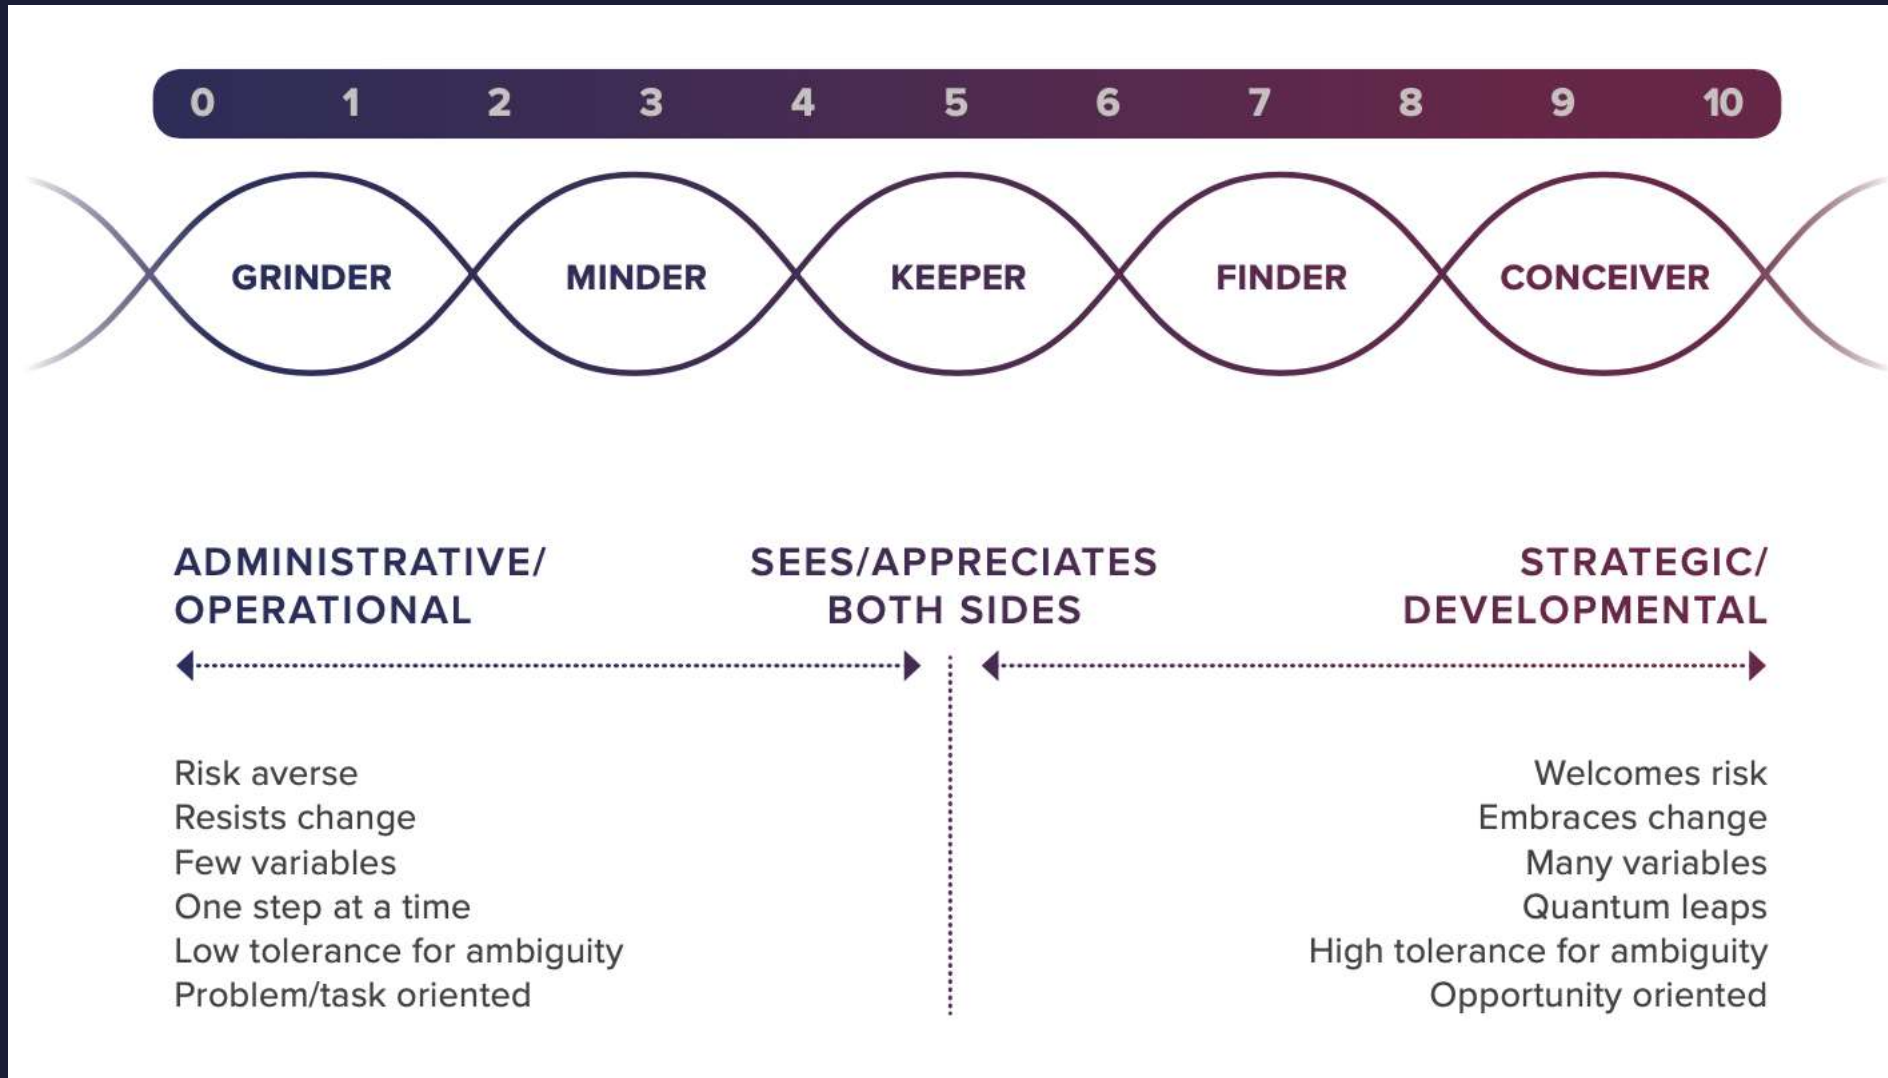 0 1 2 3 4 5 6 7 8 9 10
GRINDER MINDER KEEPER FINDER CONCEIVER
ADMINISTRATIVE/
OPERATIONAL
SEES/APPRECIATES
BOTH SIDES
STRATEGIC/
DEVELOPMENTAL
Risk averse
Resists change
Few variables
One step at a time
Low tolerance for ambiguity
Problem/task oriented
Welcomes risk
Embraces change
Many variables
Quantum leaps
High tolerance for ambiguity
Opportunity oriented